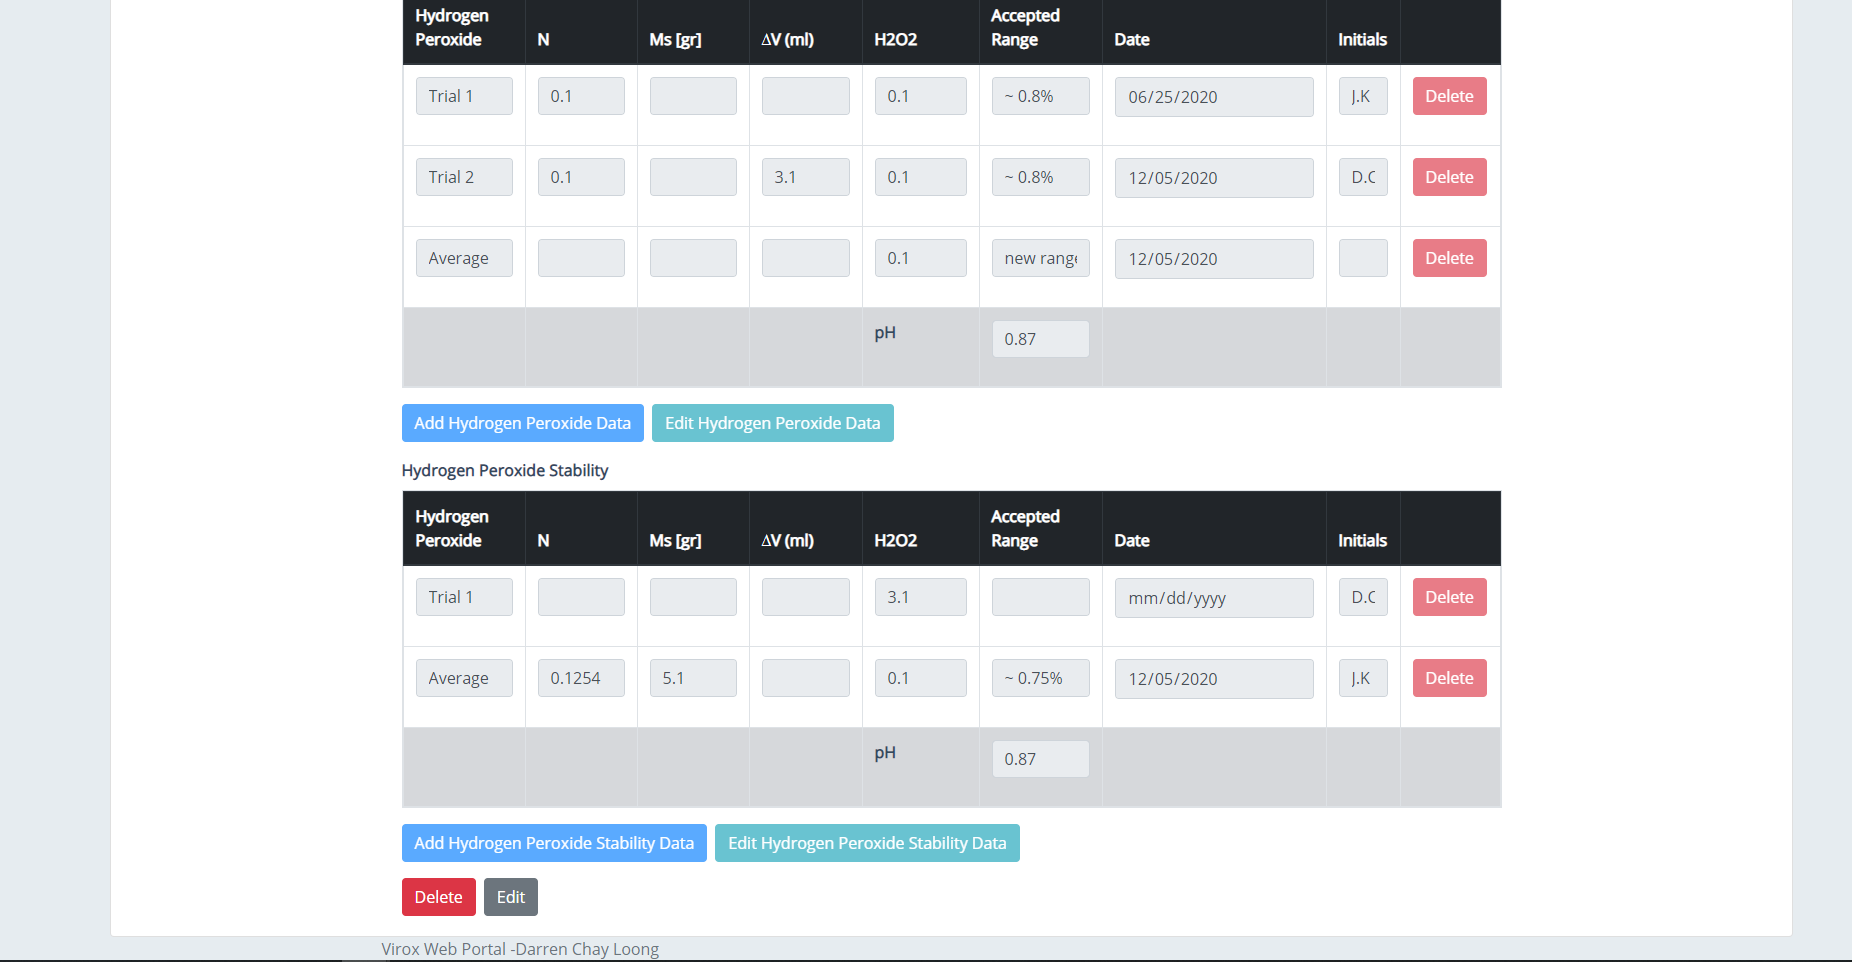 Hydrogen Peroxide N Ms [gr] ΔV (ml) H2O2 Accepted Range Date Initials
Trial 1 0.1 0.1 ~ 0.8% 06/25/2020 J.K Delete
Trial 2 0.1 3.1 0.1 ~ 0.8% 12/05/2020 D.C Delete
Average 0.1 new range 12/05/2020 Delete
pH 0.87
Add Hydrogen Peroxide Data Edit Hydrogen Peroxide Data
Hydrogen Peroxide Stability
Hydrogen Peroxide N Ms [gr] ΔV (ml) H2O2 Accepted Range Date Initials
Trial 1 3.1 mm/dd/yyyy D.C Delete
Average 0.1254 5.1 0.1 ~ 0.75% 12/05/2020 J.K Delete
pH 0.87
Add Hydrogen Peroxide Stability Data Edit Hydrogen Peroxide Stability Data
Delete Edit
Virox Web Portal -Darren Chay Loong